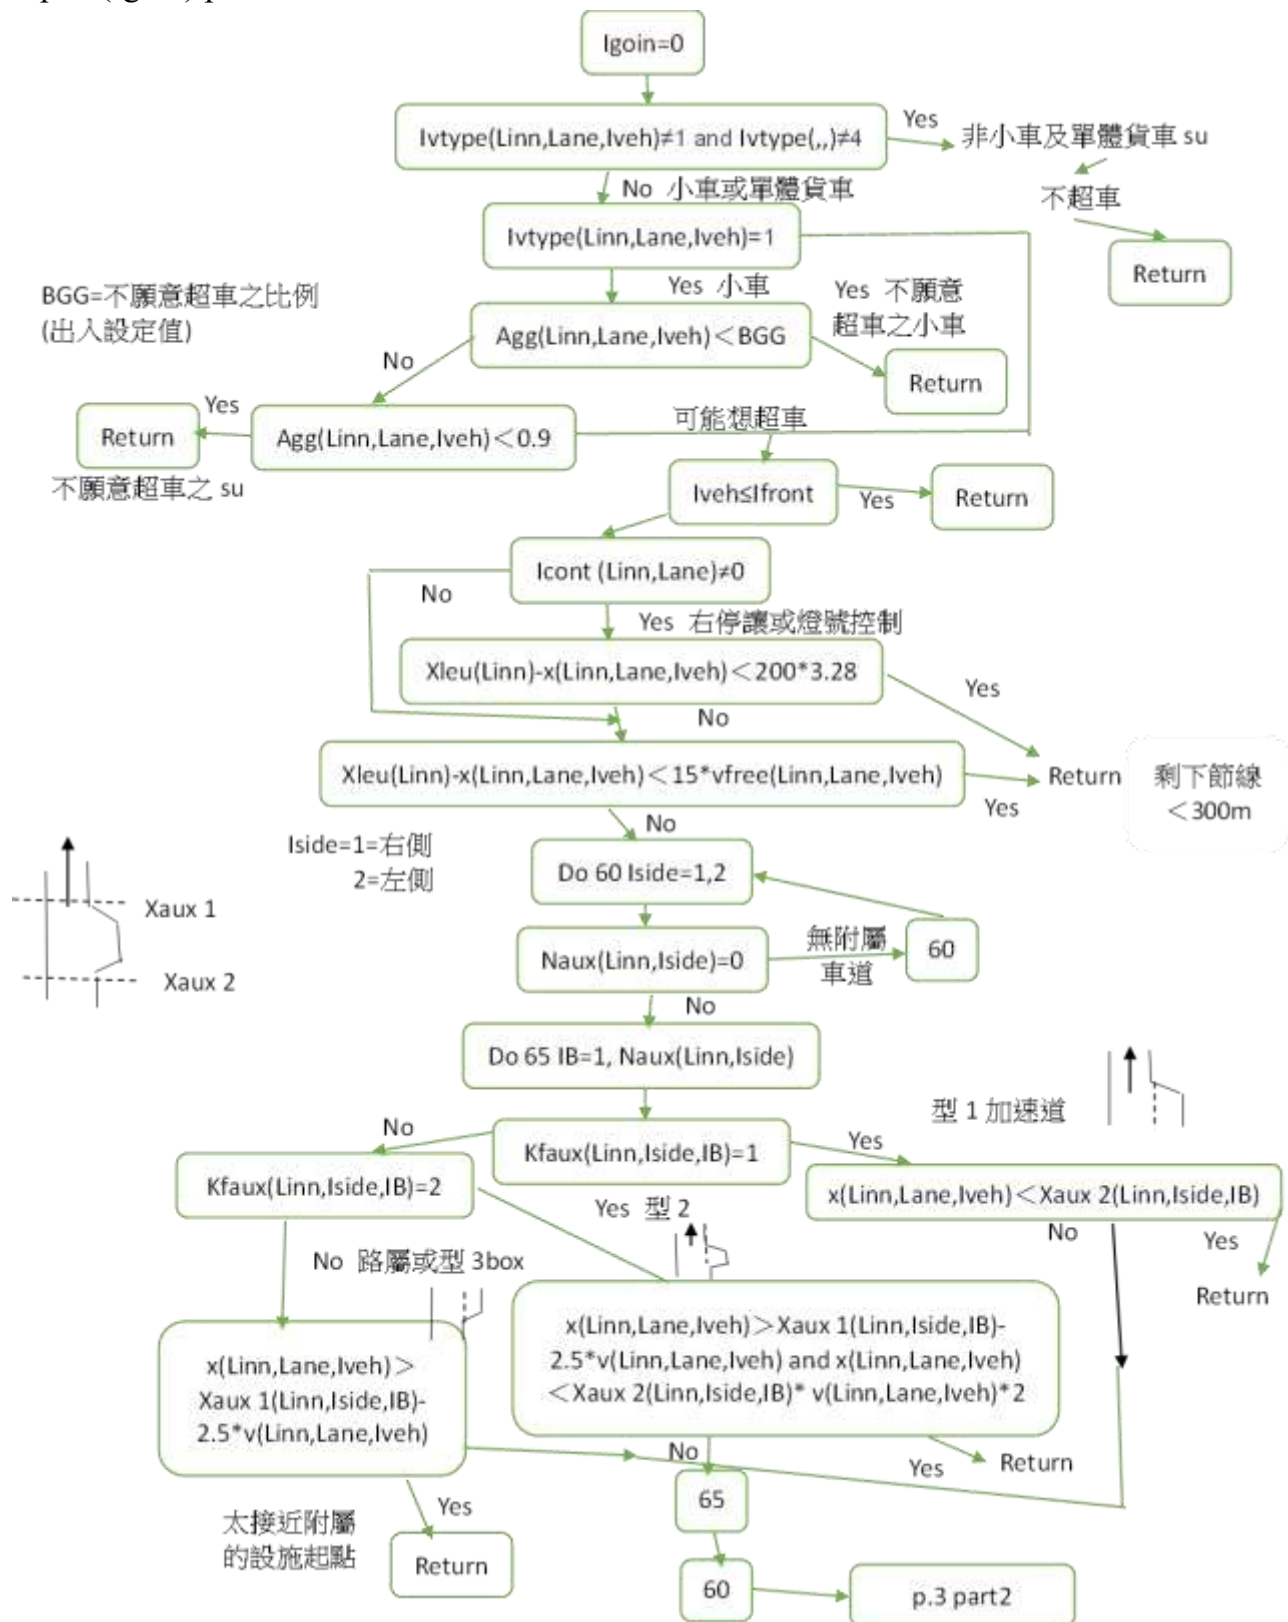 Igoin=0
Ivtype(Linn,Lane,Iveh)≠1 and Ivtype(,,)≠4
Yes
非小車及單體貨車 su
No 小車或單體貨車
不超車
Ivtype(Linn,Lane,Iveh)=1
Return
BGG=不願意超車之比例
(出入設定值)
Yes 小車
Yes 不願意
超車之小車
Agg(Linn,Lane,Iveh)<BGG
No
Return
Yes
Return
Agg(Linn,Lane,Iveh)<0.9
可能想超車
不願意超車之 su
Iveh≤Ifront
Yes
Return
Icont (Linn,Lane)≠0
No
Yes 右停讓或燈號控制
Xleu(Linn)-x(Linn,Lane,Iveh)<200*3.28
Yes
No
Xleu(Linn)-x(Linn,Lane,Iveh)<15*vfree(Linn,Lane,Iveh)
Yes
Return
剩下節線
<300m
No
Iside=1=右側
2=左側
Do 60 Iside=1,2
Xaux 1
Naux(Linn,Iside)=0
無附屬
車道
60
Xaux 2
No
Do 65 IB=1, Naux(Linn,Iside)
型 1 加速道
No
Kfaux(Linn,Iside,IB)=1
Yes
Kfaux(Linn,Iside,IB)=2
x(Linn,Lane,Iveh)<Xaux 2(Linn,Iside,IB)
Yes 型 2
No
Yes
No 路屬或型 3box
Return
x(Linn,Lane,Iveh)>
Xaux 1(Linn,Iside,IB)-
2.5*v(Linn,Lane,Iveh)
x(Linn,Lane,Iveh)>Xaux 1(Linn,Iside,IB)-
2.5*v(Linn,Lane,Iveh) and x(Linn,Lane,Iveh)
<Xaux 2(Linn,Iside,IB)* v(Linn,Lane,Iveh)*2
No
Yes
Return
65
太接近附屬
的設施起點
Yes
Return
60
p.3 part2